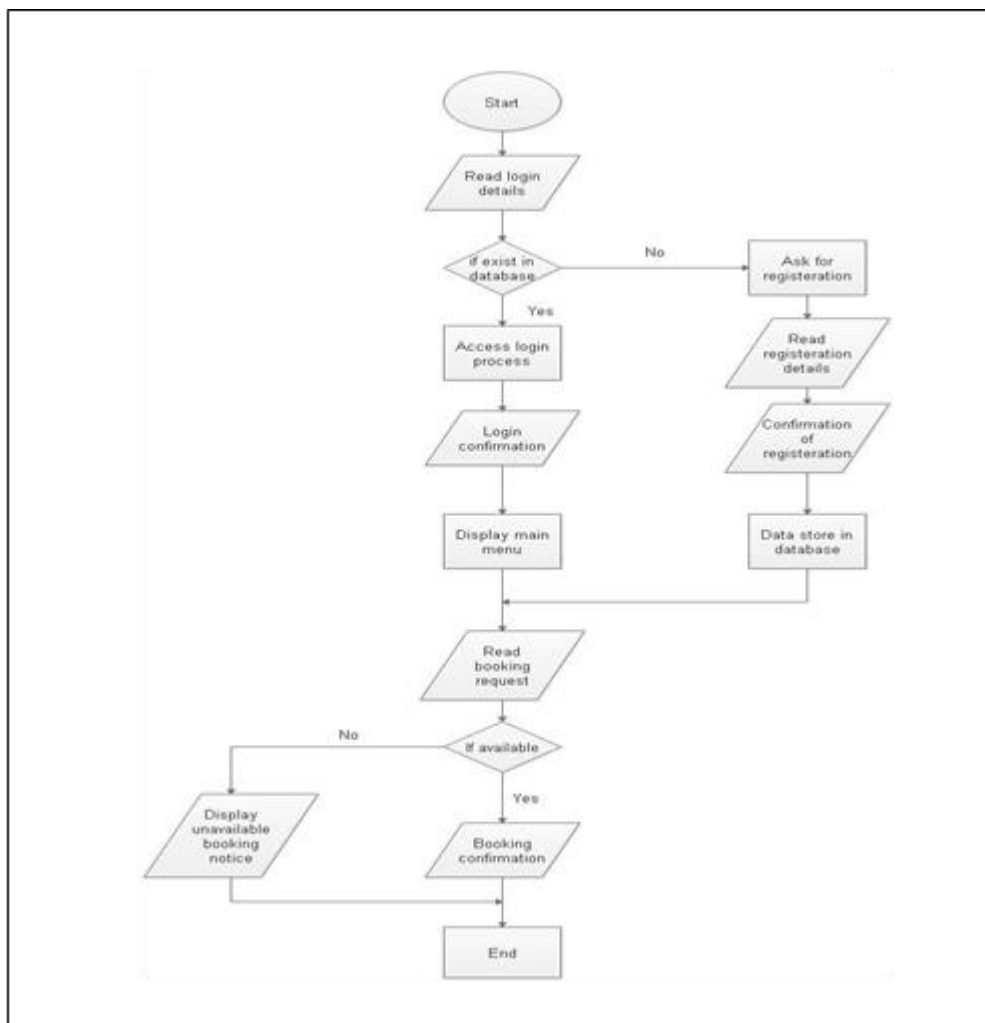 Start
Read login
details
if exist in
database
No
Ask for
registeration
Yes
Access login
process
Read
registeration
details
Login
confirmation
Confirmation
of
registeration
Display main
menu
Data store in
database
Read
booking
request
If available
No
Yes
Display
unavailable
booking
notice
Booking
confirmation
End